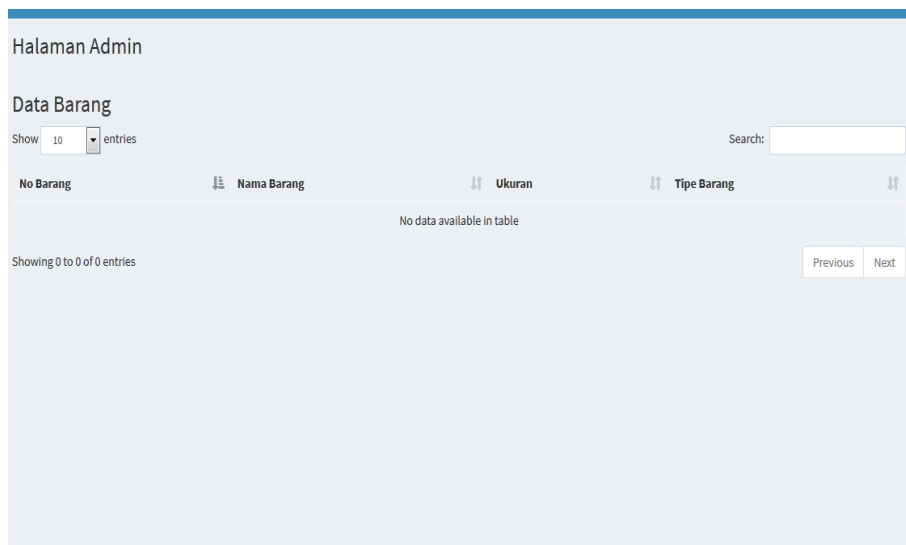 Halaman Admin
Data Barang
Show 10 entries
Search:
No Barang Nama Barang Ukuran Tipe Barang
No data available in table
Showing 0 to 0 of 0 entries
Previous Next